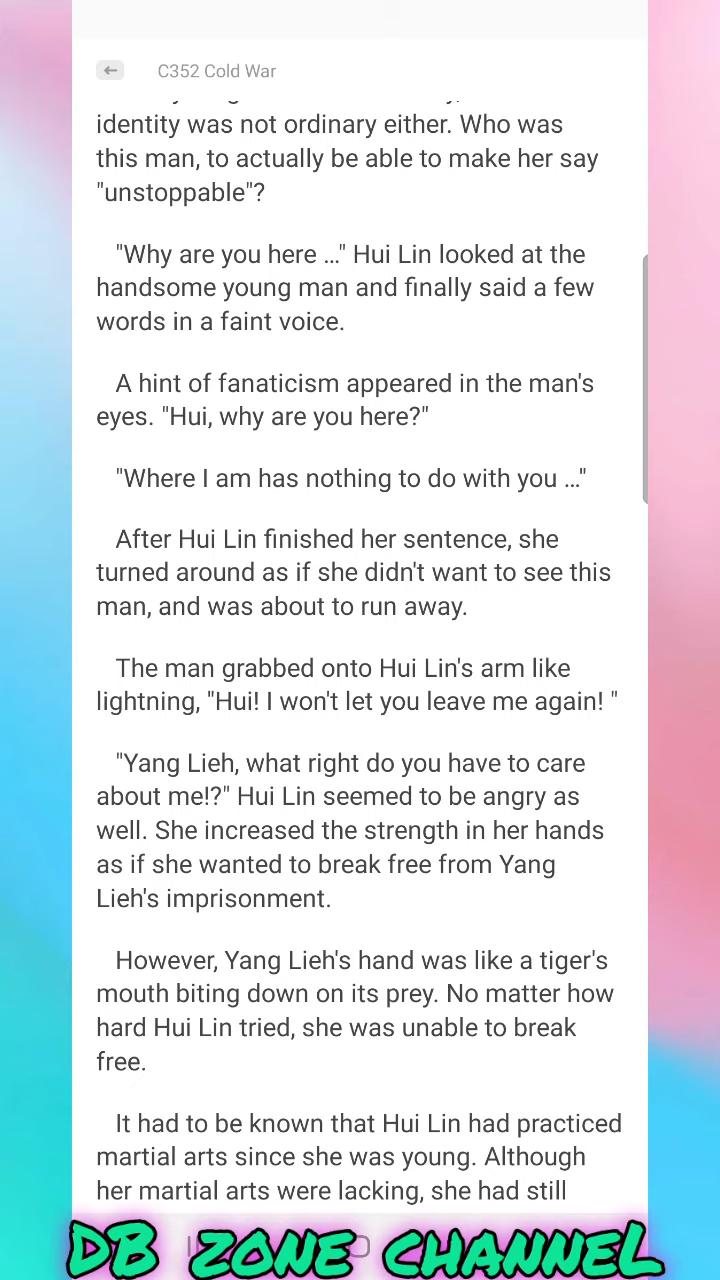 C352 Cold War
identity was not ordinary either. Who was
this man, to actually be able to make her say
"unstoppable"?
"Why are you here ..." Hui Lin looked at the
handsome young man and finally said a few
words in a faint voice.
A hint of fanaticism appeared in the man's
eyes. "Hui, why are you here?"
"Where I am has nothing to do with you ..."
After Hui Lin finished her sentence, she
turned around as if she didn't want to see this
man, and was about to run away.
The man grabbed onto Hui Lin's arm like
lightning, "Hui! I won't let you leave me again! "
"Yang Lieh, what right do you have to care
about me!?" Hui Lin seemed to be angry as
well. She increased the strength in her hands
as if she wanted to break free from Yang
Lieh's imprisonment.
However, Yang Lieh's hand was like a tiger's
mouth biting down on its prey. No matter how
hard Hui Lin tried, she was unable to break
free.
It had to be known that Hui Lin had practiced
martial arts since she was young. Although
her martial arts were lacking, she had still
DB ZONE CHANNEL